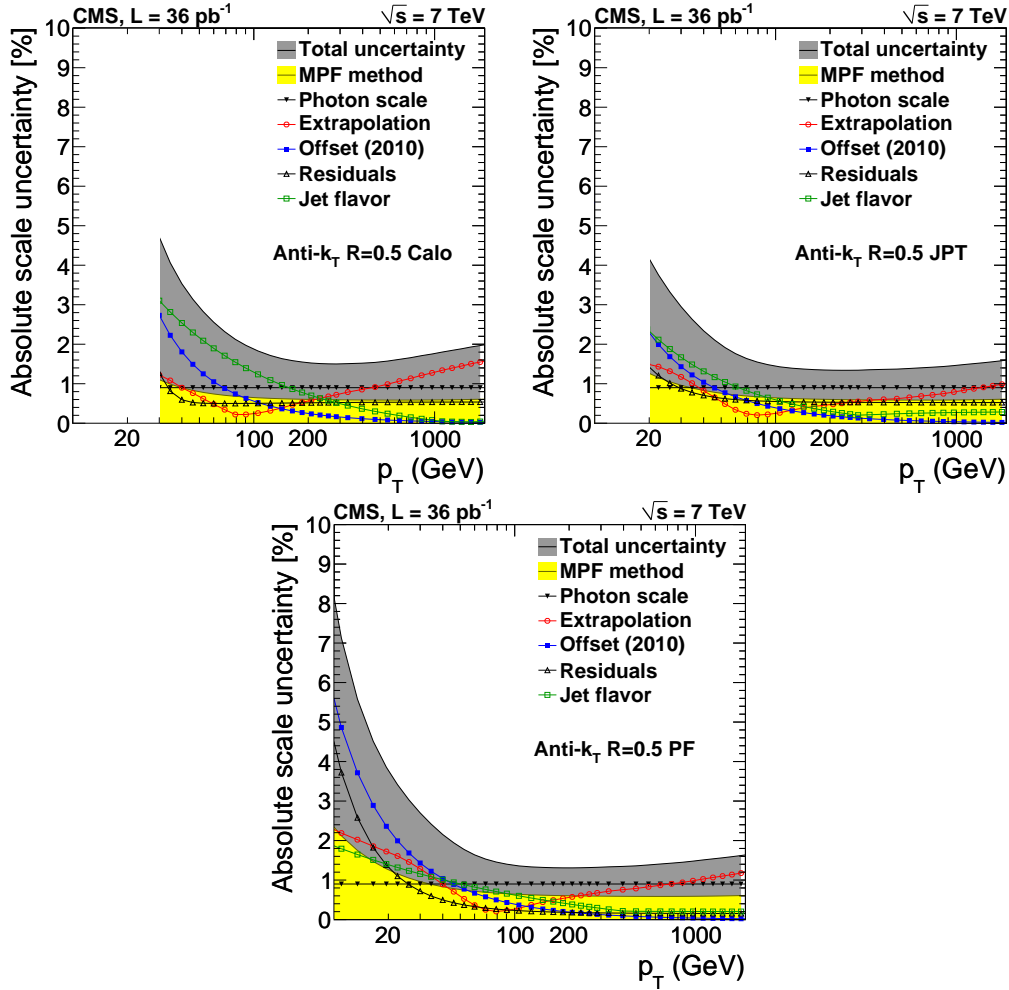 CMS, L = 36 pb⁻¹ √s = 7 TeV
Absolute scale uncertainty [%]
10
9
8
7
6
5
4
3
2
1
0
Total uncertainty
MPF method
Photon scale
Extrapolation
Offset (2010)
Residuals
Jet flavor
Anti-k_T R=0.5 Calo
20 100 200 1000
p_T (GeV)
CMS, L = 36 pb⁻¹ √s = 7 TeV
Absolute scale uncertainty [%]
10
9
8
7
6
5
4
3
2
1
0
Total uncertainty
MPF method
Photon scale
Extrapolation
Offset (2010)
Residuals
Jet flavor
Anti-k_T R=0.5 JPT
20 100 200 1000
p_T (GeV)
CMS, L = 36 pb⁻¹ √s = 7 TeV
Absolute scale uncertainty [%]
10
9
8
7
6
5
4
3
2
1
0
Total uncertainty
MPF method
Photon scale
Extrapolation
Offset (2010)
Residuals
Jet flavor
Anti-k_T R=0.5 PF
20 100 200 1000
p_T (GeV)